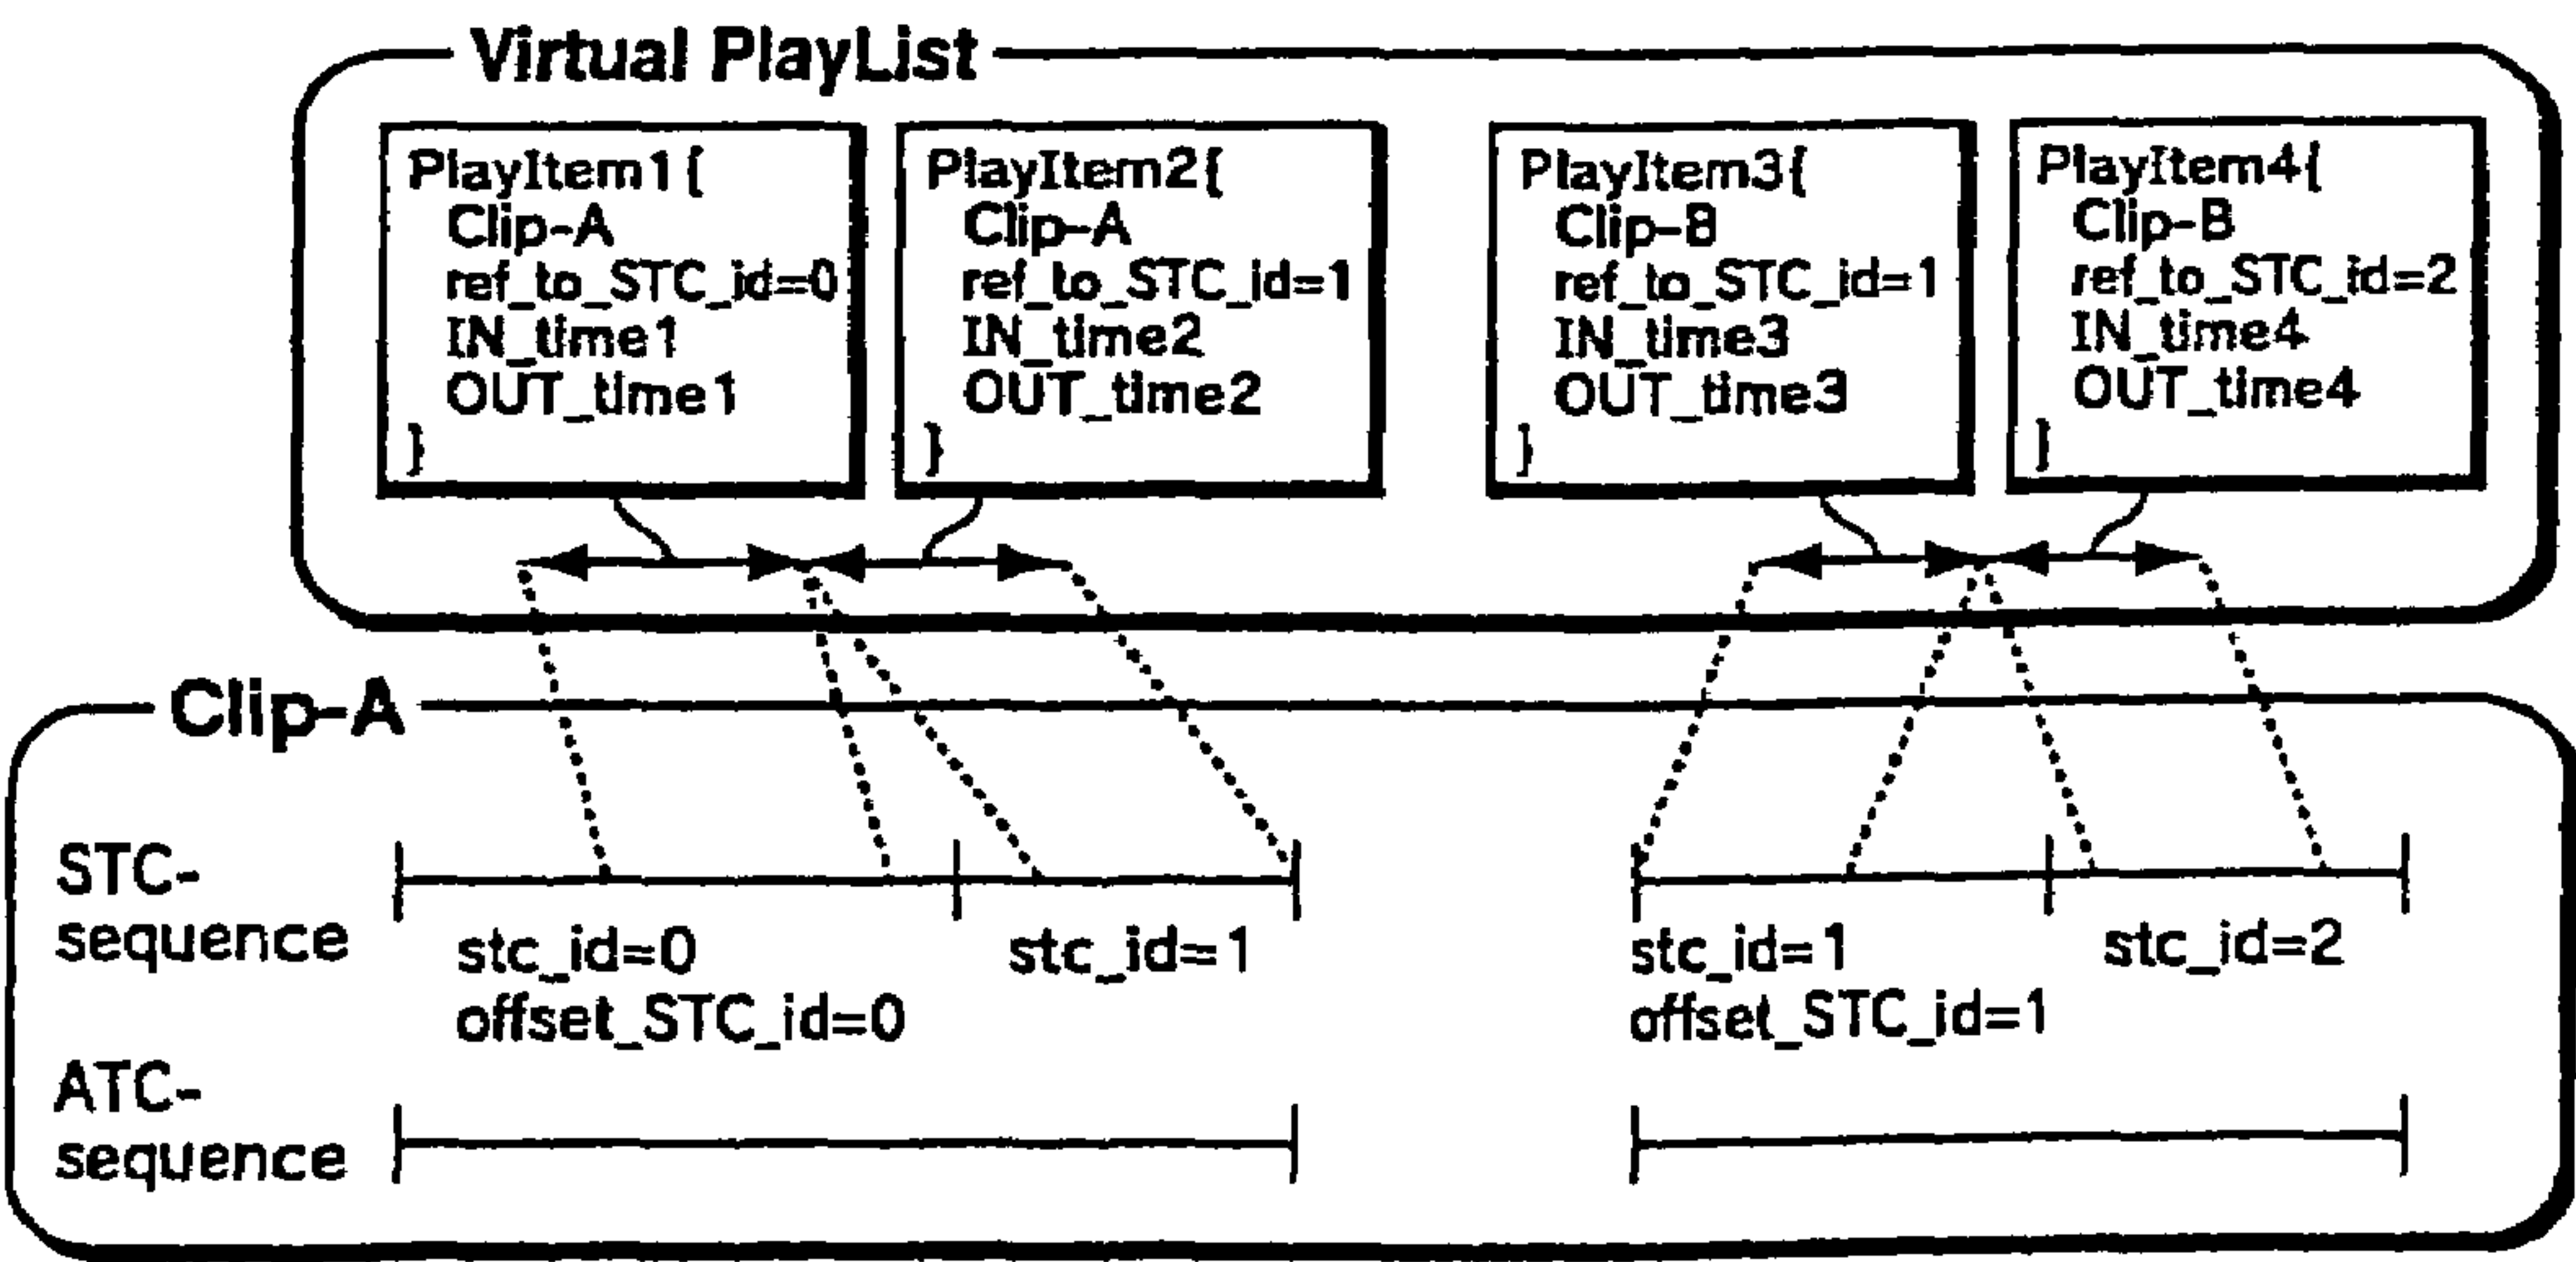 Virtual PlayList
PlayItem1{
Clip-A
ref_to_STC_id=0
IN_time1
OUT_time1
}
PlayItem2{
Clip-A
ref_to_STC_id=1
IN_time2
OUT_time2
}
PlayItem3{
Clip-B
ref_to_STC_id=1
IN_time3
OUT_time3
}
PlayItem4{
Clip-B
ref_to_STC_id=2
IN_time4
OUT_time4
}
Clip-A
STC-
sequence
stc_id=0
offset_STC_id=0
stc_id=1
stc_id=1
offset_STC_id=1
stc_id=2
ATC-
sequence